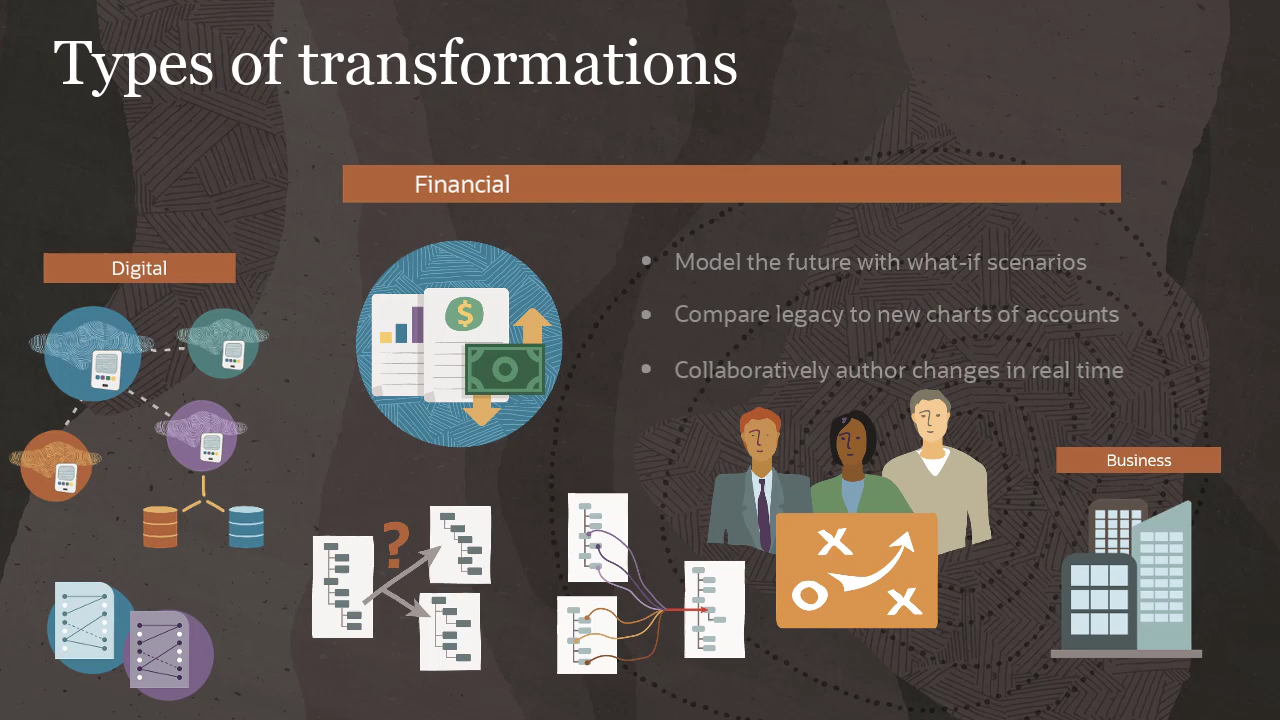 Types of transformations
Financial
Digital
Model the future with what-if scenarios
Compare legacy to new charts of accounts
Collaboratively author changes in real time
Business
$
?
X
O
X